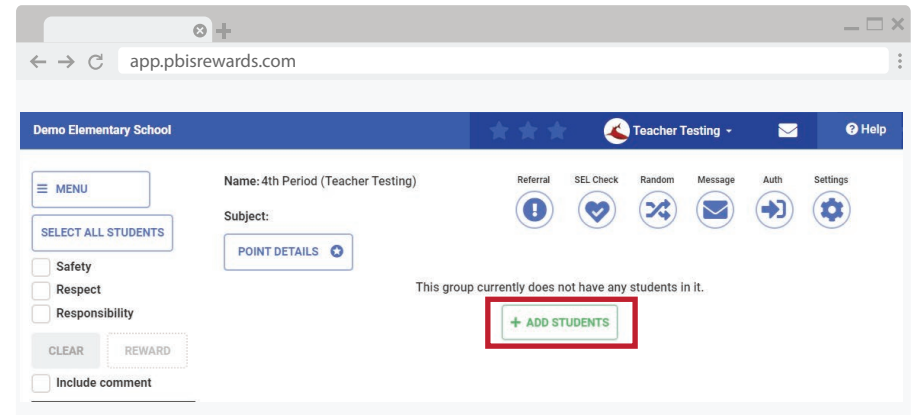 app.pbisrewards.com
Demo Elementary School
Teacher Testing
Help
MENU
SELECT ALL STUDENTS
Safety
Respect
Responsibility
CLEAR
REWARD
Include comment
Name: 4th Period (Teacher Testing)
Subject:
POINT DETAILS
Referral
SEL Check
Random
Message
Auth
Settings
This group currently does not have any students in it.
+ ADD STUDENTS